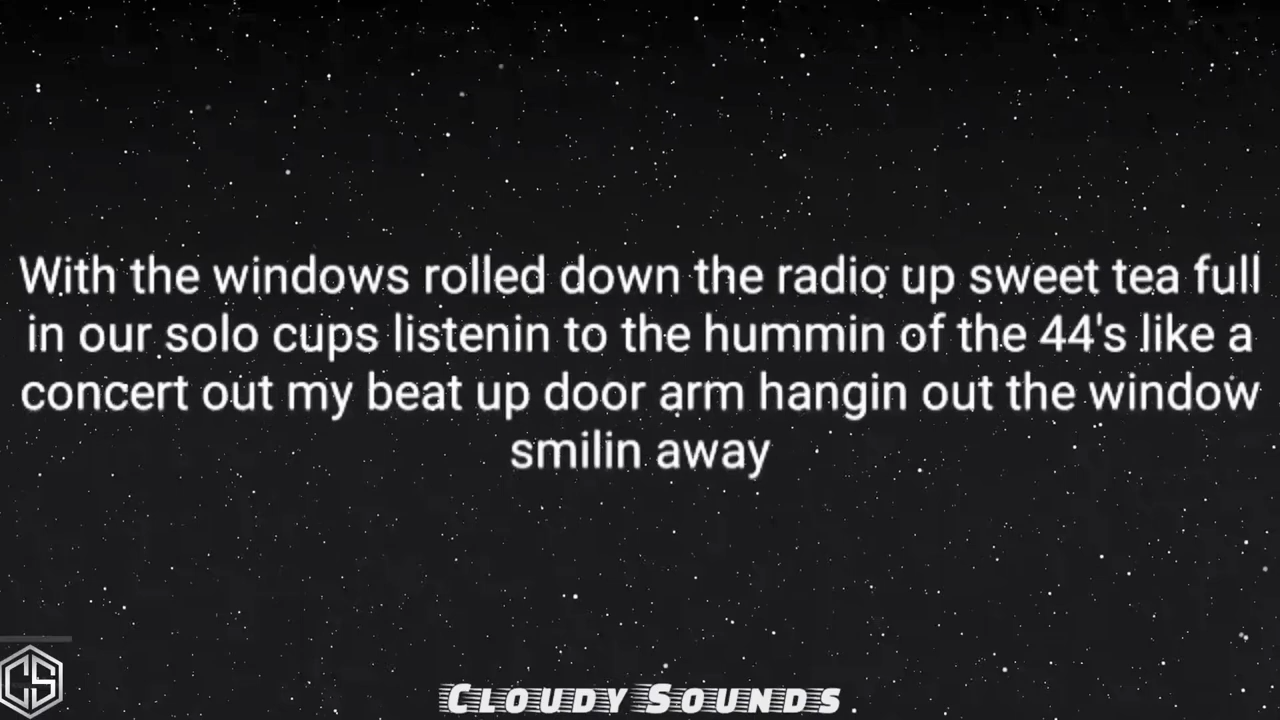 With the windows rolled down the radio up sweet tea full
in our solo cups listenin to the hummin of the 44's like a
concert out my beat up door arm hangin out the window
smilin away
CS
CLOUDY SOUNDS